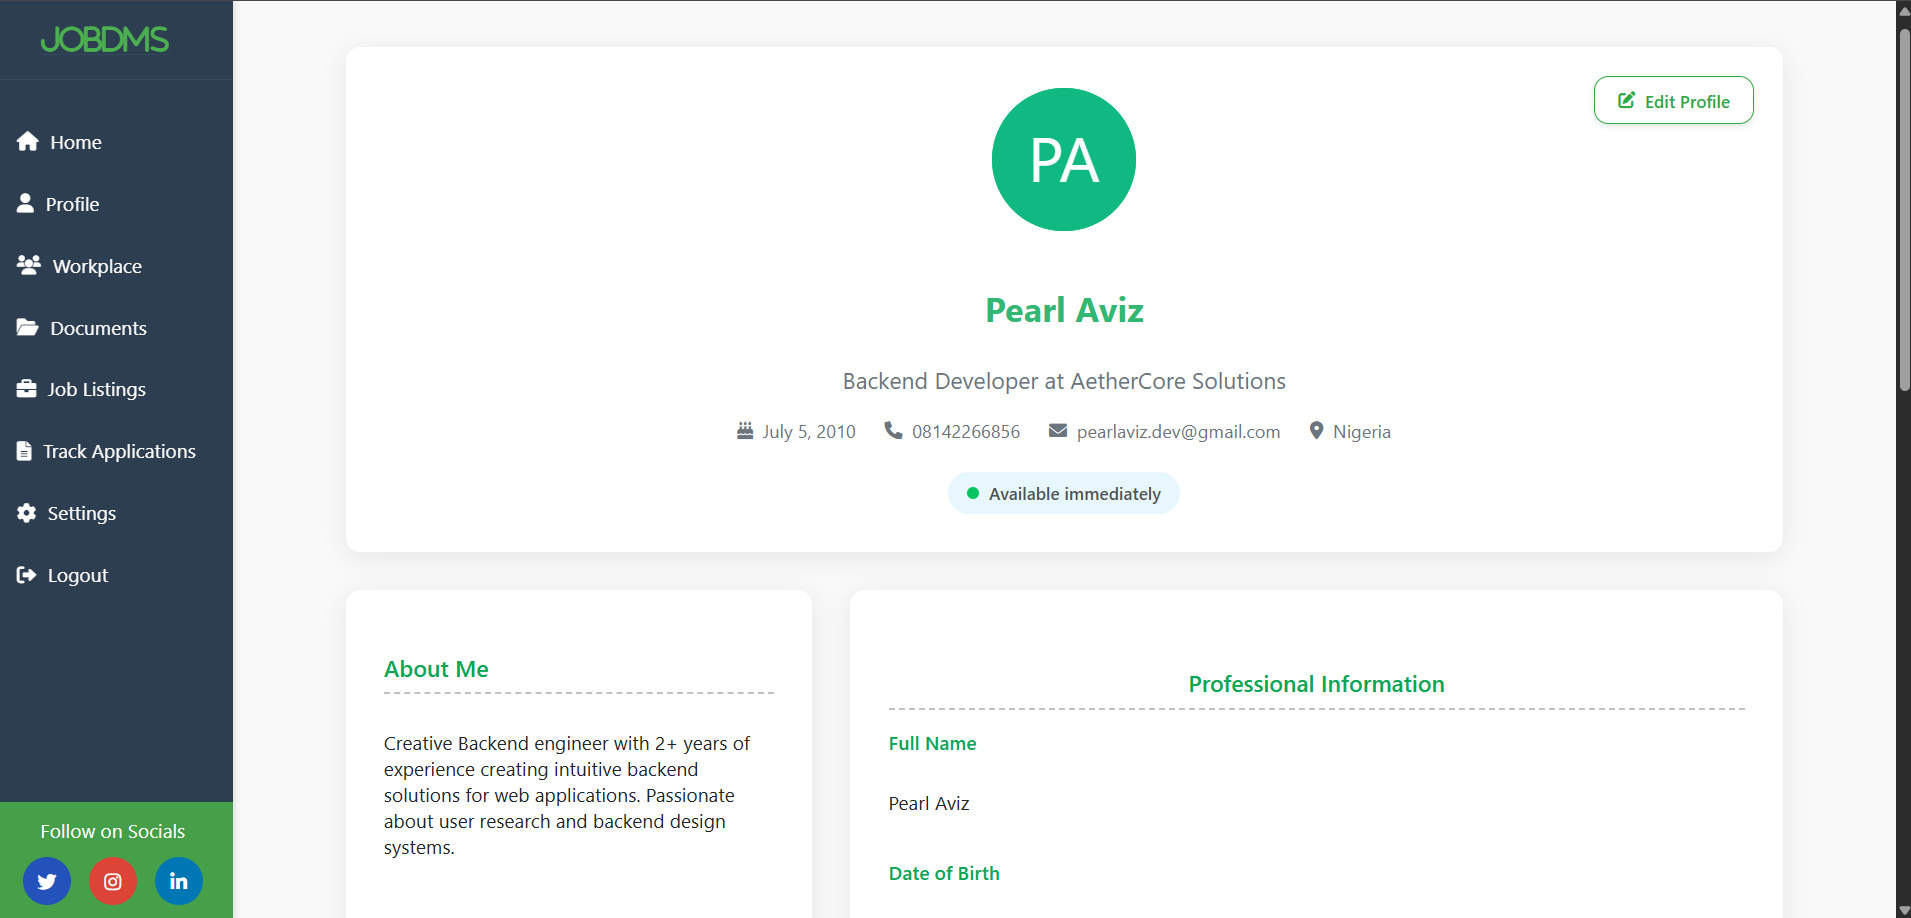 JOBDMS
Home
Profile
Workplace
Documents
Job Listings
Track Applications
Settings
Logout
Follow on Socials
Edit Profile
PA
Pearl Aviz
Backend Developer at AetherCore Solutions
July 5, 2010 08142266856 pearlaviz.dev@gmail.com Nigeria
Available immediately
About Me
Creative Backend engineer with 2+ years of
experience creating intuitive backend
solutions for web applications. Passionate
about user research and backend design
systems.
Professional Information
Full Name
Pearl Aviz
Date of Birth